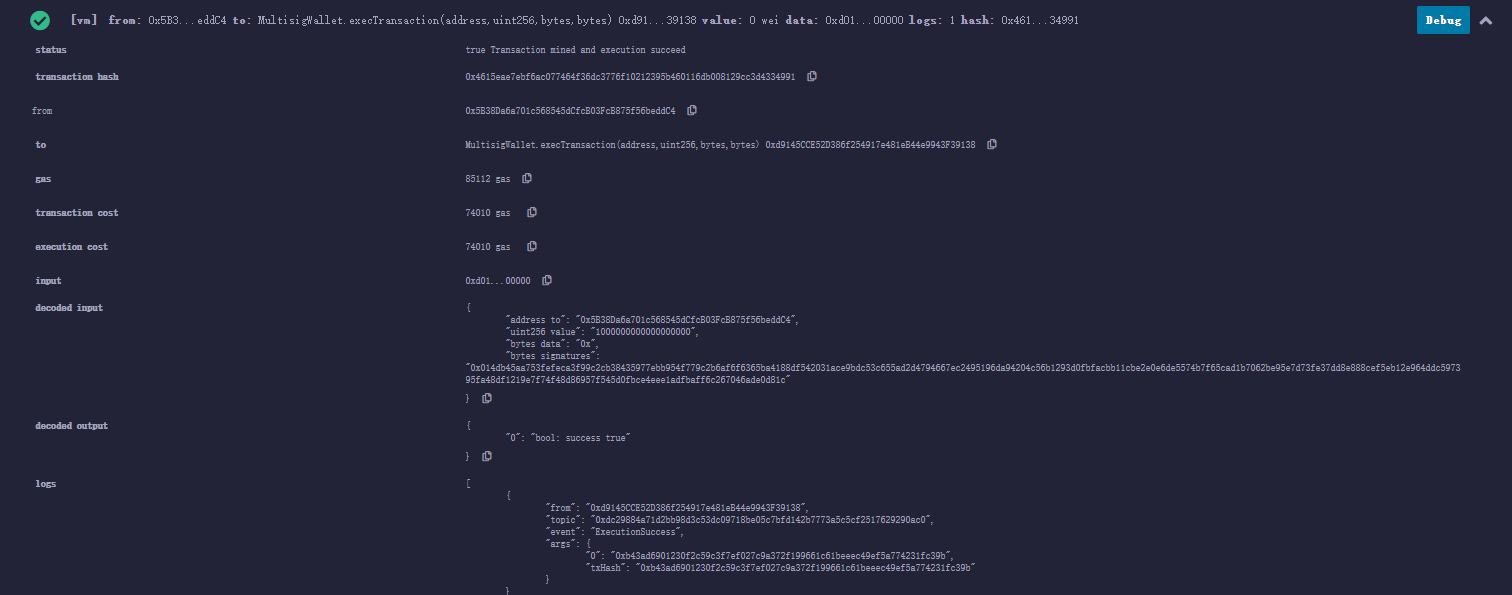 [vm] from: 0x5B3...eddC4 to: MultisigWallet.execTransaction(address,uint256,bytes,bytes) 0xd91...39138 value: 0 wei data: 0xd01...00000 logs: 1 hash: 0x461...34991 Debug
status true Transaction mined and execution succeed
transaction hash 0x4615eae7ebf6ac077464f36dc3776f10212395b460116db008129cc3d4334991
from 0x5B38Da6a701c568545dCfcB03FcB875f56beddC4
to MultisigWallet.execTransaction(address,uint256,bytes,bytes) 0xd9145CCE52D386f254917e481eB44e9943F39138
gas 85112 gas
transaction cost 74010 gas
execution cost 74010 gas
input 0xd01...00000
decoded input {
"address to": "0x5B38Da6a701c568545dCfcB03FcB875f56beddC4",
"uint256 value": "1000000000000000000",
"bytes data": "0x",
"bytes signatures":
"0x014db45aa753fefeca3f99c2cb38435977ebb954f779c2b6af6f6365ba4188df542031ace9bdc53c655ad2d4794667ec2495196da94204c56b1293d0fbfacbb11cbe2e0e6de5574b7f65cad1b7062be95e7d73fe37dd8e888cef5eb12e964ddc5973
95fa48df1219e7f74f48d86957f545d0fbce4eee1adfbaff6c267046ade0d81c"
}
decoded output {
"0": "bool: success true"
}
logs [
{
"from": "0xd9145CCE52D386f254917e481eB44e9943F39138",
"topic": "0xdc29884a71d2bb98d3c53dc09718be05c7bfd142b7773a5c5cf2517629290ac0",
"event": "ExecutionSuccess",
"args": {
"0": "0xb43ad6901230f2c59c3f7ef027c9a372f199661c61beeec49ef5a774231fc39b",
"txHash": "0xb43ad6901230f2c59c3f7ef027c9a372f199661c61beeec49ef5a774231fc39b"
}
}